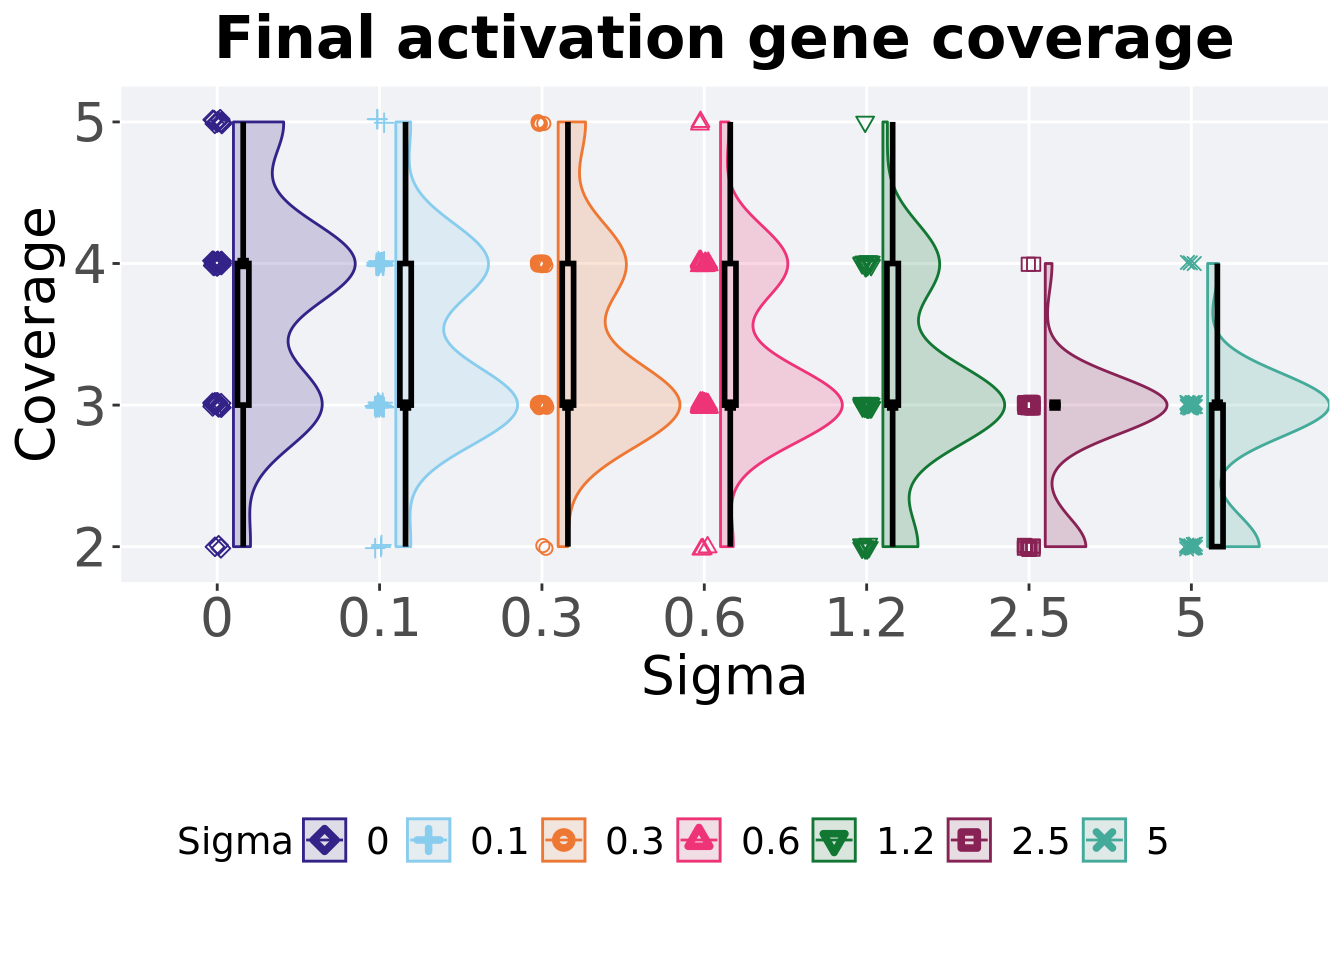 Final activation gene coverage
5
4
3
2
Coverage
0 0.1 0.3 0.6 1.2 2.5 5
Sigma
Sigma 0 0.1 0.3 0.6 1.2 2.5 5